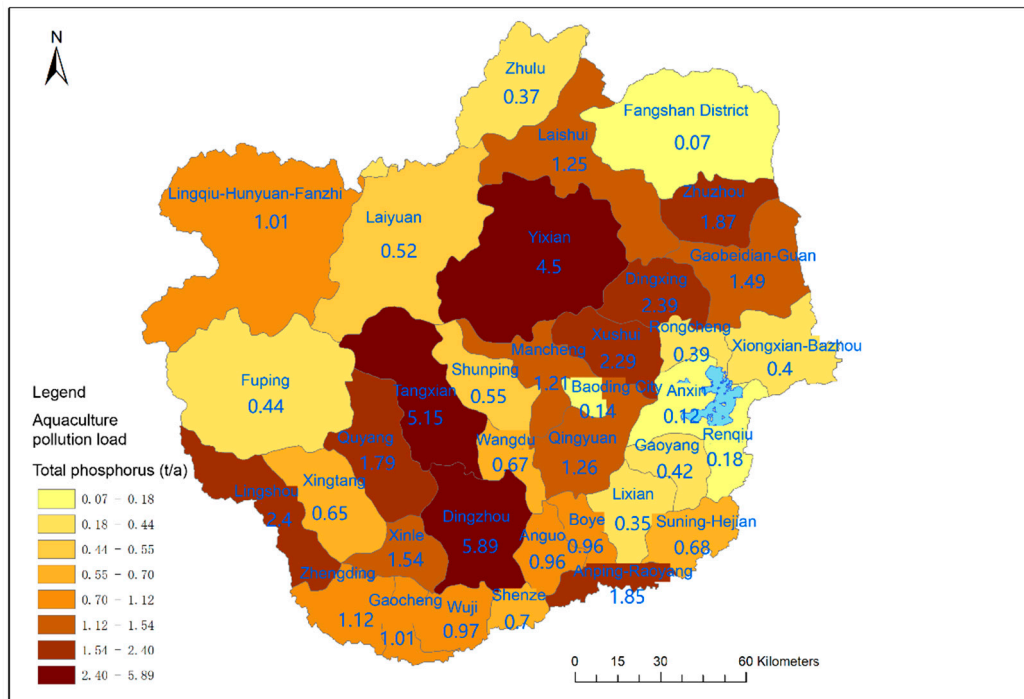 N
Zhulu
0.37
Fangshan District
0.07
Laishui
1.25
Lingqiu-Hunyuan-Fanzhi
1.01
Laiyuan
0.52
Zhuzhou
1.87
Yixian
4.5
Gaobeidian-Guan
1.49
Dingxing
2.39
Xushui
2.29
Rongcheng
0.39
Xiongxian-Bazhou
0.4
Mancheng
1.21
Shunping
0.55
Baoding City
0.14
Anxin
0.12
Fuping
0.44
Tangxian
5.15
Quyang
1.79
Wangdu
0.67
Qingyuan
1.26
Gaoyang
0.42
Renqiu
0.18
Lingshou
2.4
Xingtang
0.65
Dingzhou
5.89
Lixian
0.35
Suning-Hejian
0.68
Xinle
1.54
Anguo
0.96
Boye
0.96
Anping-Raoyang
1.85
Zhengding
1.12
Gaocheng
1.01
Wuji
0.97
Shenze
0.7
Legend
Aquaculture
pollution load
Total phosphorus (t/a)
0.07 - 0.18
0.18 - 0.44
0.44 - 0.55
0.55 - 0.70
0.70 - 1.12
1.12 - 1.54
1.54 - 2.40
2.40 - 5.89
0 15 30 60 Kilometers